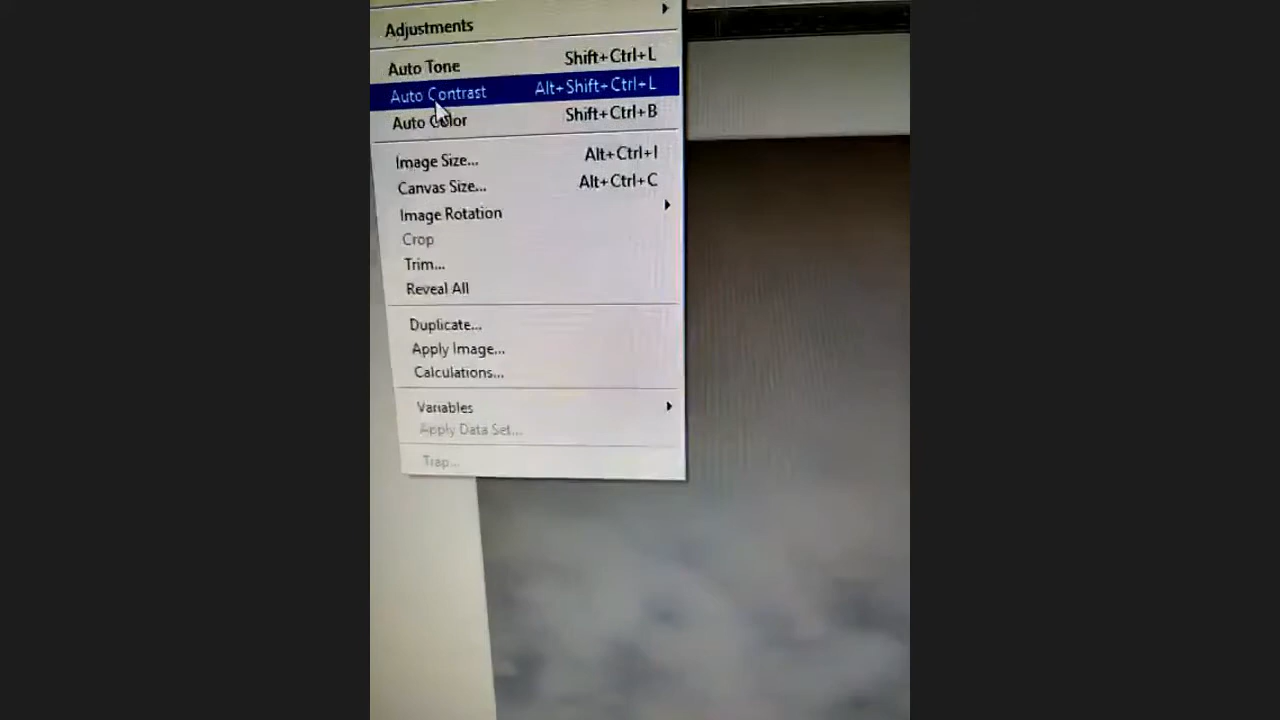 Adjustments
Auto Tone Shift+Ctrl+L
Auto Contrast Alt+Shift+Ctrl+L
Auto Color Shift+Ctrl+B
Image Size... Alt+Ctrl+I
Canvas Size... Alt+Ctrl+C
Image Rotation
Crop
Trim...
Reveal All
Duplicate...
Apply Image...
Calculations...
Variables
Apply Data Set...
Trap...